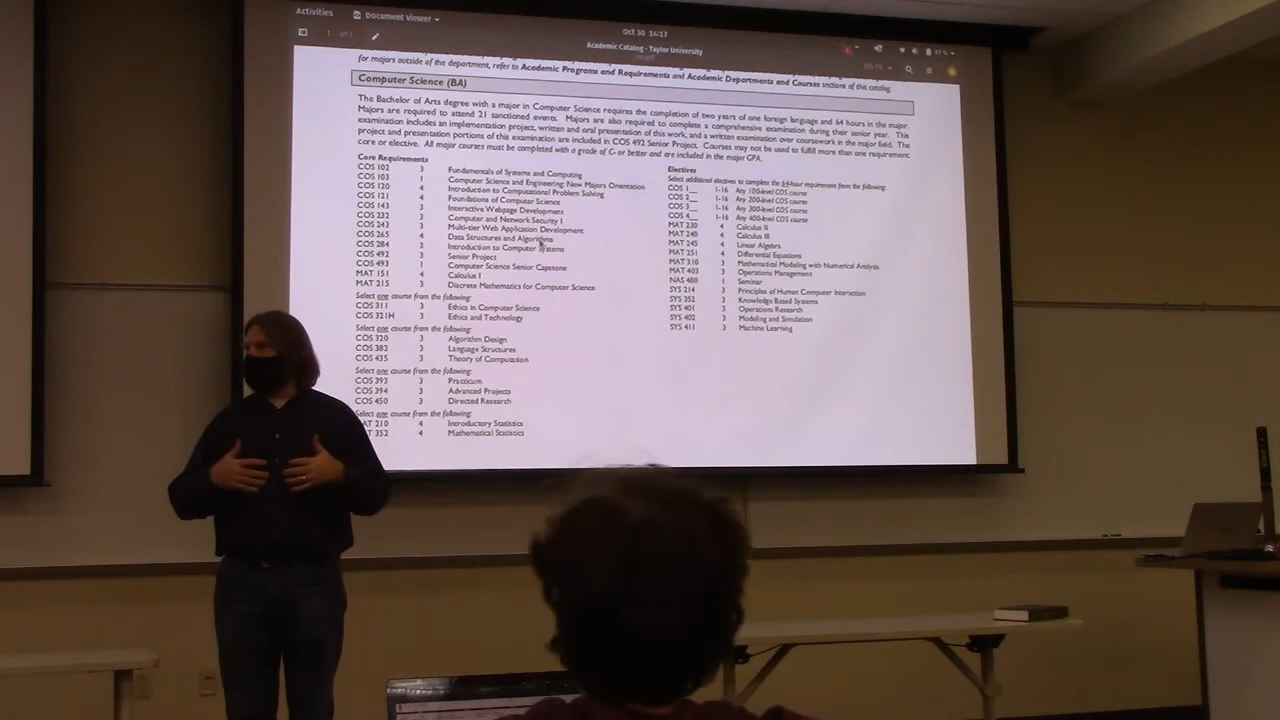 Activities
Document Viewer
Oct 30 14:17
Academic Catalog - Taylor University
1 of 1
for majors outside of the department, refer to Academic Programs and Requirements and Academic Departments and Courses sections of this catalog.
Computer Science (BA)
The Bachelor of Arts degree with a major in Computer Science requires the completion of two years of one foreign language and 64 hours in the major.
Majors are required to attend 21 sanctioned events. Majors are also required to complete a comprehensive examination during their senior year. This
examination includes an implementation project, written and oral presentation of this work, and a written examination over coursework in the major field. The
project and presentation portions of this examination are included in COS 492 Senior Project. Courses may not be used to fulfill more than one requirement
core or elective. All major courses must be completed with a grade of C- or better and are included in the major GPA.
Core Requirements
COS 102 3 Fundamentals of Systems and Computing
COS 103 1 Computer Science and Engineering: New Majors Orientation
COS 120 4 Introduction to Computational Problem Solving
COS 121 4 Foundations of Computer Science
COS 143 3 Interactive Webpage Development
COS 232 3 Computer and Network Security I
COS 243 3 Multi-tier Web Application Development
COS 265 4 Data Structures and Algorithms
COS 284 3 Introduction to Computer Systems
COS 492 3 Senior Project
COS 493 1 Computer Science Senior Capstone
MAT 151 4 Calculus I
MAT 215 3 Discrete Mathematics for Computer Science
Select one course from the following:
COS 311 3 Ethics in Computer Science
COS 321H 3 Ethics and Technology
Select one course from the following:
COS 320 3 Algorithm Design
COS 382 3 Language Structures
COS 435 3 Theory of Computation
Select one course from the following:
COS 393 3 Practicum
COS 394 3 Advanced Projects
COS 450 3 Directed Research
Select one course from the following:
MAT 210 4 Introductory Statistics
MAT 352 4 Mathematical Statistics
Electives
Select additional electives to complete the 64-hour requirement from the following:
COS 1__ 1-16 Any 100-level COS course
COS 2__ 1-16 Any 200-level COS course
COS 3__ 1-16 Any 300-level COS course
COS 4__ 1-16 Any 400-level COS course
MAT 230 4 Calculus II
MAT 240 4 Calculus III
MAT 245 4 Linear Algebra
MAT 251 4 Differential Equations
MAT 310 3 Mathematical Modeling with Numerical Analysis
MAT 403 3 Operations Management
NAS 480 1 Seminar
SYS 214 3 Principles of Human Computer Interaction
SYS 352 3 Knowledge Based Systems
SYS 401 3 Operations Research
SYS 402 3 Modeling and Simulation
SYS 411 3 Machine Learning